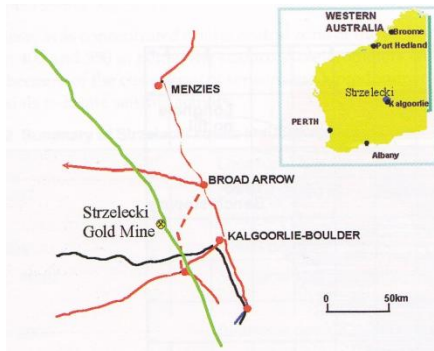 WESTERN
AUSTRALIA
Broome
Port Hedland
Strzelecki
Kalgoorlie
PERTH
Albany
MENZIES
BROAD ARROW
Strzelecki
Gold Mine
KALGOORLIE-BOULDER
0 50km